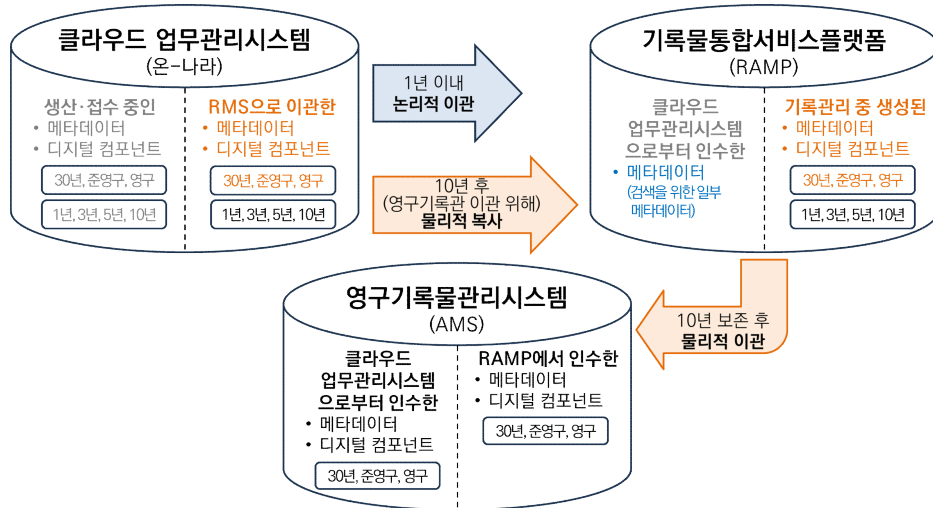 클라우드 업무관리시스템
(온-나라)
생산·접수 중인
• 메타데이터
• 디지털 컴포넌트
30년, 준영구, 영구
1년, 3년, 5년, 10년
RMS으로 이관한
• 메타데이터
• 디지털 컴포넌트
30년, 준영구, 영구
1년, 3년, 5년, 10년
1년 이내
논리적 이관
10년 후
(영구기록관 이관 위해)
물리적 복사
기록물통합서비스플랫폼
(RAMP)
클라우드
업무관리시스템
으로부터 인수한
• 메타데이터
(검색을 위한 일부
메타데이터)
기록관리 중 생성된
• 메타데이터
• 디지털 컴포넌트
30년, 준영구, 영구
1년, 3년, 5년, 10년
10년 보존 후
물리적 이관
영구기록물관리시스템
(AMS)
클라우드
업무관리시스템
으로부터 인수한
• 메타데이터
• 디지털 컴포넌트
30년, 준영구, 영구
RAMP에서 인수한
• 메타데이터
• 디지털 컴포넌트
30년, 준영구, 영구